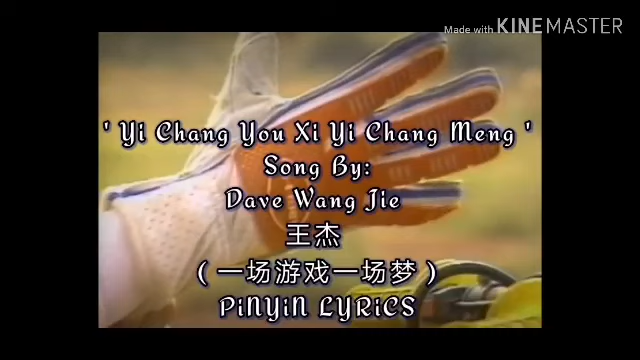 Made with KINEMASTER
' Yi Chang You Xi Yi Chang Meng '
Song By:
Dave Wang Jie
王杰
(一场游戏一场梦)
PiNYiN LYRiCS